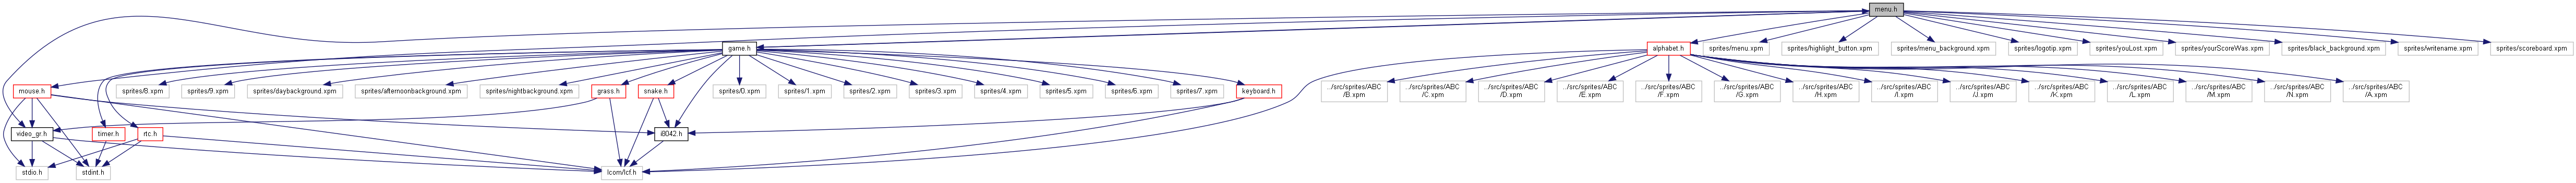 menu.h
game.h
alphabet.h
sprites/menu.xpm
sprites/highlight_button.xpm
sprites/menu_background.xpm
sprites/logotip.xpm
sprites/youLost.xpm
sprites/yourScoreWas.xpm
sprites/black_background.xpm
sprites/writename.xpm
sprites/scoreboard.xpm
mouse.h
sprites/8.xpm
sprites/9.xpm
sprites/daybackground.xpm
sprites/afternoonbackground.xpm
sprites/nightbackground.xpm
grass.h
snake.h
sprites/0.xpm
sprites/1.xpm
sprites/2.xpm
sprites/3.xpm
sprites/4.xpm
sprites/5.xpm
sprites/6.xpm
sprites/7.xpm
keyboard.h
../src/sprites/ABC
/B.xpm
../src/sprites/ABC
/C.xpm
../src/sprites/ABC
/D.xpm
../src/sprites/ABC
/E.xpm
../src/sprites/ABC
/F.xpm
../src/sprites/ABC
/G.xpm
../src/sprites/ABC
/H.xpm
../src/sprites/ABC
/I.xpm
../src/sprites/ABC
/J.xpm
../src/sprites/ABC
/K.xpm
../src/sprites/ABC
/L.xpm
../src/sprites/ABC
/M.xpm
../src/sprites/ABC
/N.xpm
../src/sprites/ABC
/A.xpm
video_gr.h
timer.h
rtc.h
i8042.h
stdio.h
stdint.h
lcom/lcf.h